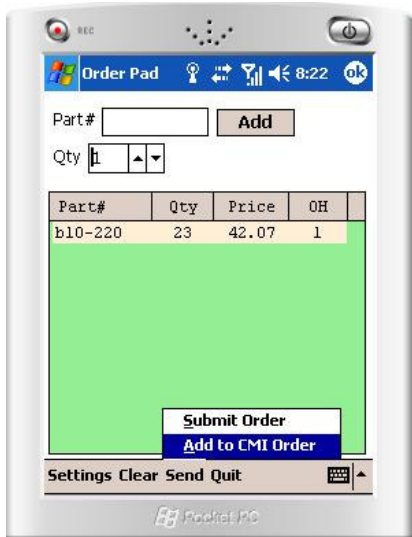 REC
Order Pad 8:22 ok
Part# Add
Qty 1
Part# Qty Price OH
b10-220 23 42.07 1
Submit Order
Add to CMI Order
Settings Clear Send Quit
Pocket PC